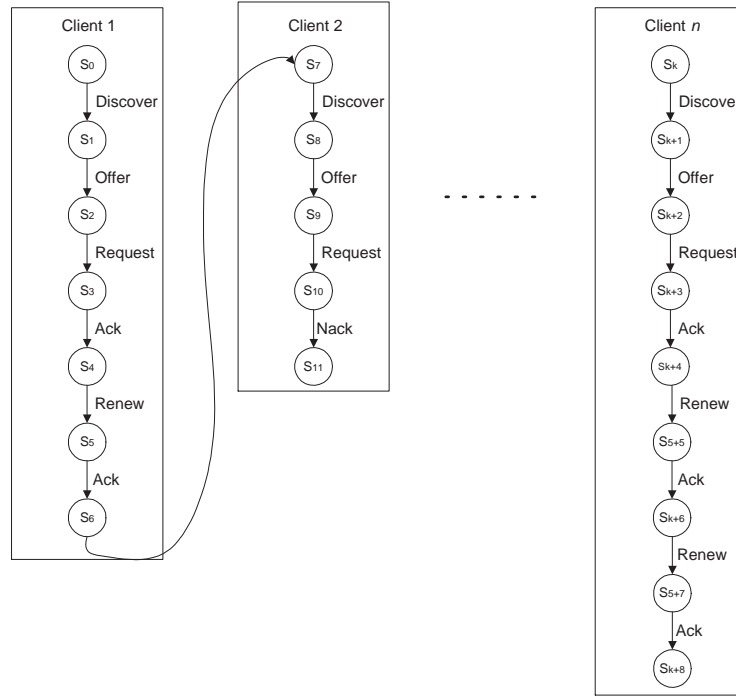 Client 1
S0
Discover
S1
Offer
S2
Request
S3
Ack
S4
Renew
S5
Ack
S6
Client 2
S7
Discover
S8
Offer
S9
Request
S10
Nack
S11
. . . . . .
Client n
Sk
Discove
Sk+1
Offer
Sk+2
Request
Sk+3
Ack
Sk+4
Renew
S5+5
Ack
Sk+6
Renew
S5+7
Ack
Sk+8